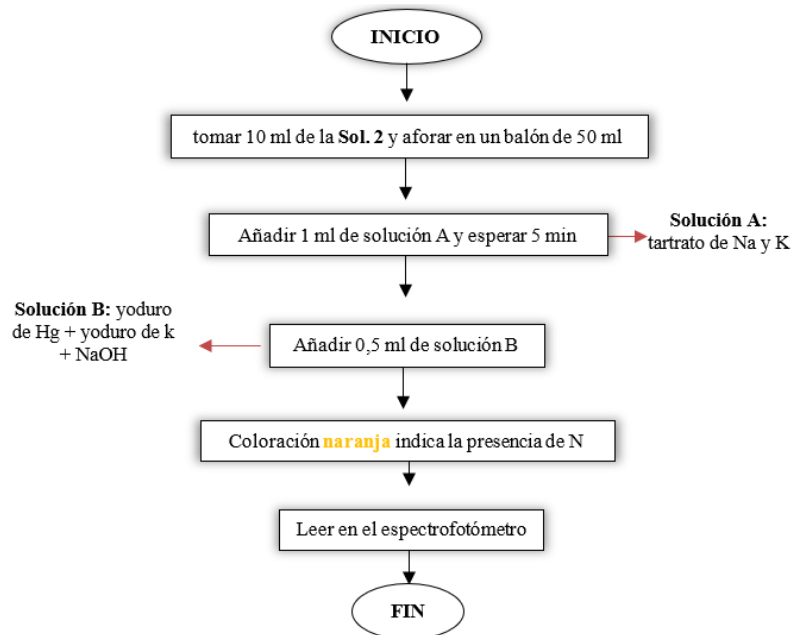 INICIO
tomar 10 ml de la Sol. 2 y aforar en un balón de 50 ml
Añadir 1 ml de solución A y esperar 5 min
Solución A:
tartrato de Na y K
Solución B: yoduro
de Hg + yoduro de k
+ NaOH
Añadir 0,5 ml de solución B
Coloración naranja indica la presencia de N
Leer en el espectrofotómetro
FIN